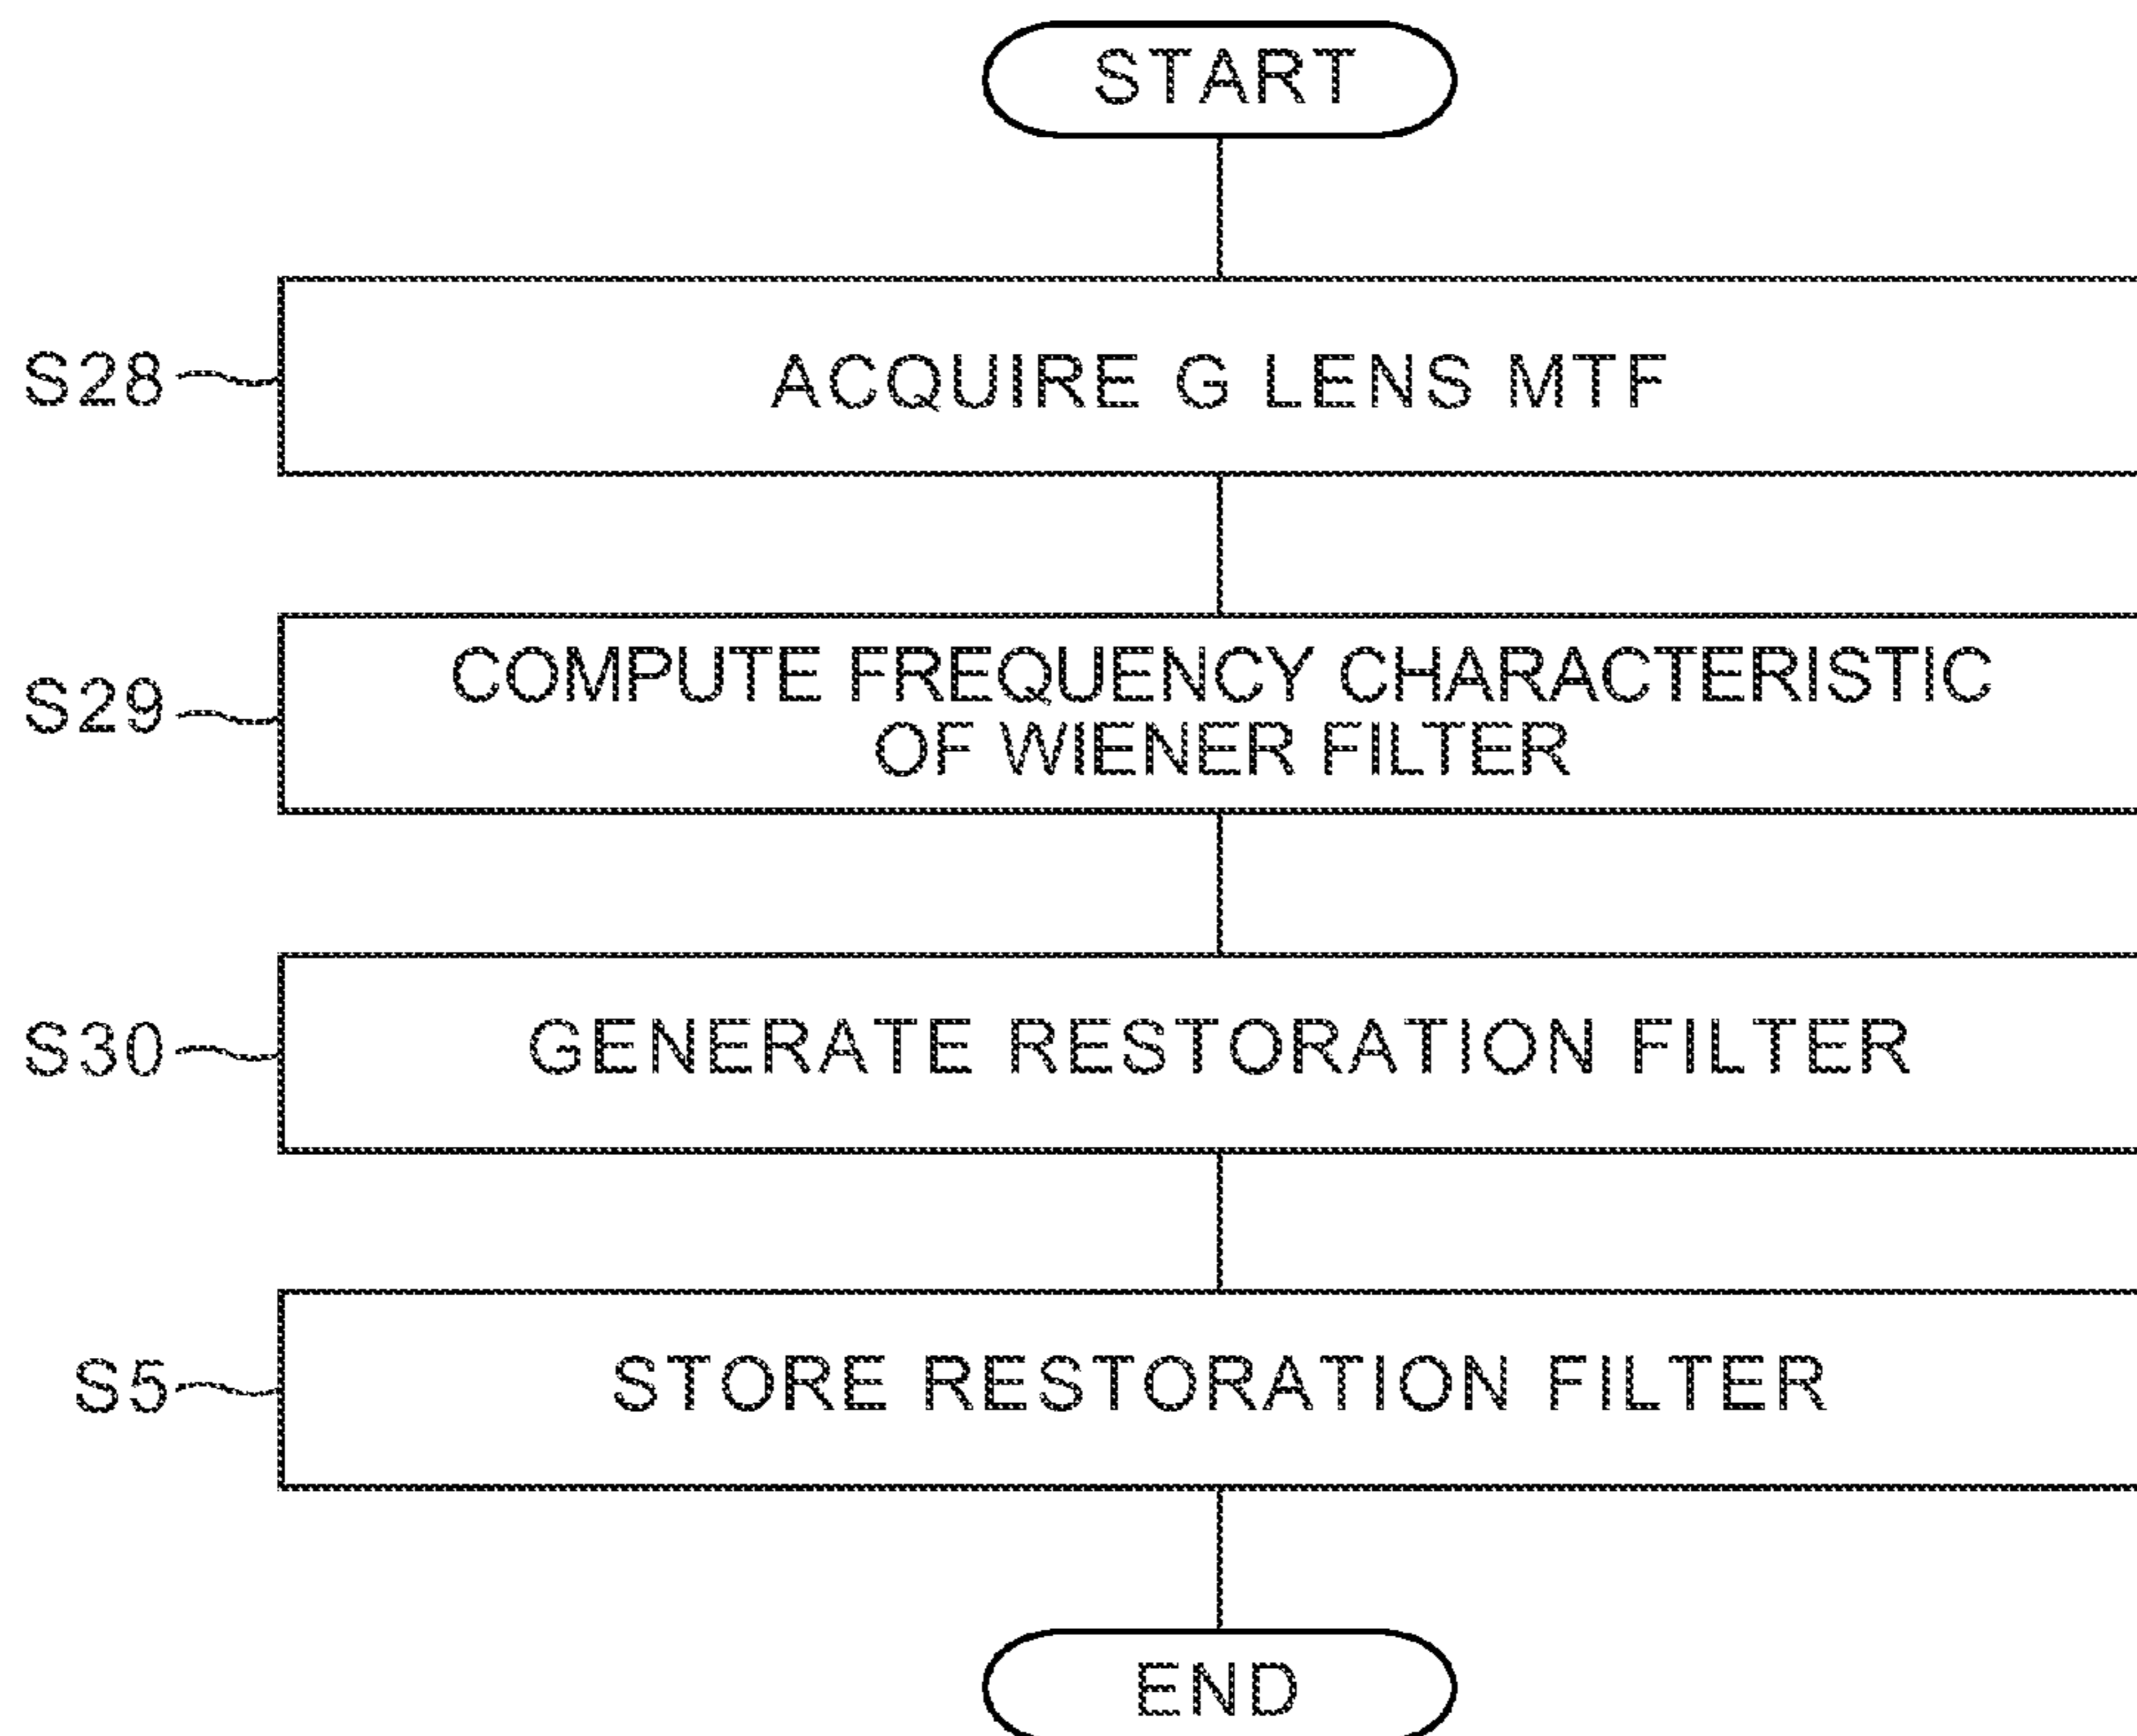 START
S28 ACQUIRE G LENS MTF
S29 COMPUTE FREQUENCY CHARACTERISTIC
OF WIENER FILTER
S30 GENERATE RESTORATION FILTER
S5 STORE RESTORATION FILTER
END